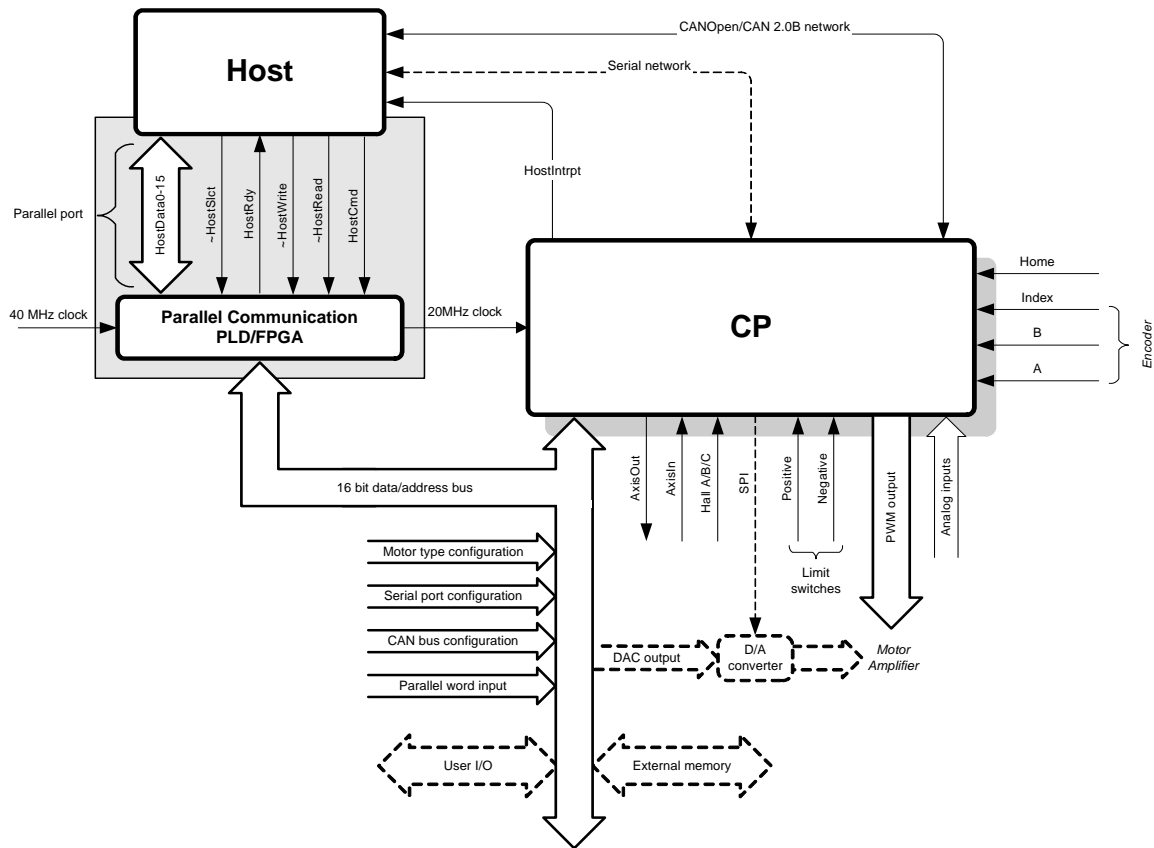 CANOpen/CAN 2.0B network
Host
Serial network
HostIntrpt
Parallel port
HostData0-15
~HostSlct
HostRdy
~HostWrite
~HostRead
HostCmd
40 MHz clock
Parallel Communication
PLD/FPGA
20MHz clock
CP
Home
Index
B
A
Encoder
16 bit data/address bus
AxisOut
AxisIn
Hall A/B/C
SPI
Positive
Negative
PWM output
Analog inputs
Limit
switches
Motor type configuration
Serial port configuration
CAN bus configuration
Parallel word input
DAC output
D/A
converter
Motor
Amplifier
User I/O
External memory